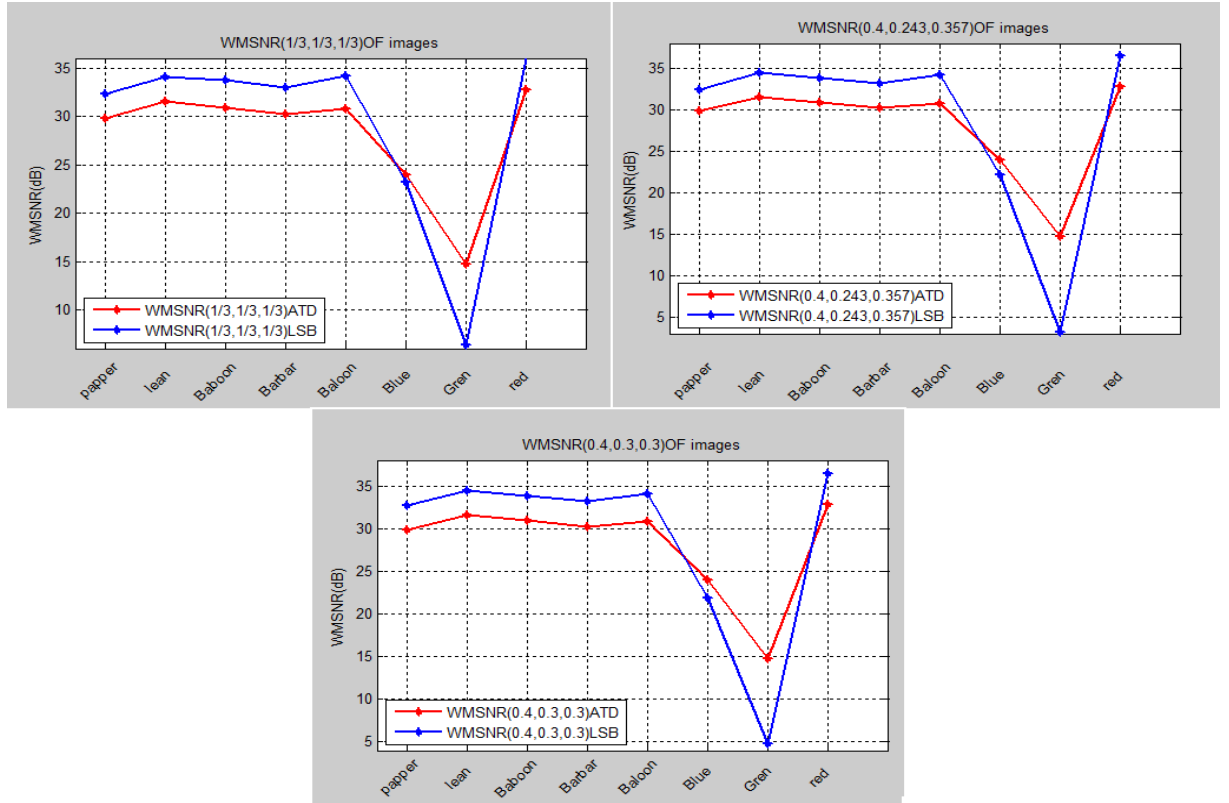 WMSNR(1/3,1/3,1/3)OF images
WMSNR(dB)
35
30
25
20
15
10
WMSNR(1/3,1/3,1/3)ATD
WMSNR(1/3,1/3,1/3)LSB
papper
lean
Baboon
Barbar
Baloon
Blue
Gren
red
WMSNR(0.4,0.243,0.357)OF images
WMSNR(dB)
35
30
25
20
15
10
5
WMSNR(0.4,0.243,0.357)ATD
WMSNR(0.4,0.243,0.357)LSB
papper
lean
Baboon
Barbar
Baloon
Blue
Gren
red
WMSNR(0.4,0.3,0.3)OF images
WMSNR(dB)
35
30
25
20
15
10
5
WMSNR(0.4,0.3,0.3)ATD
WMSNR(0.4,0.3,0.3)LSB
papper
lean
Baboon
Barbar
Baloon
Blue
Gren
red